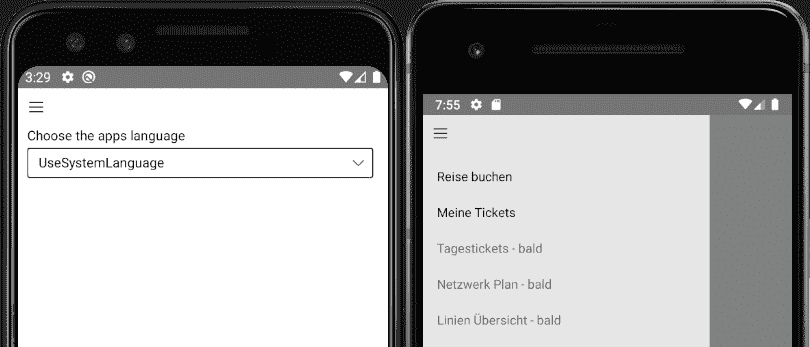 3:29
Choose the apps language
UseSystemLanguage
7:55
Reise buchen
Meine Tickets
Tagestickets - bald
Netzwerk Plan - bald
Linien Übersicht - bald